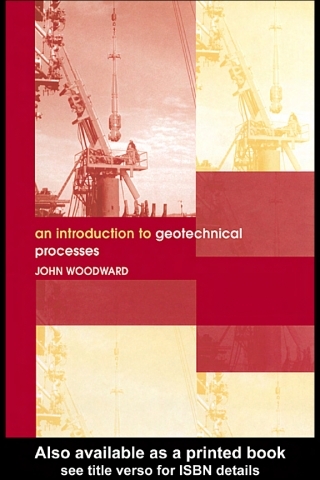 an introduction to geotechnical
processes
JOHN WOODWARD
Also available as a printed book
see title verso for ISBN details